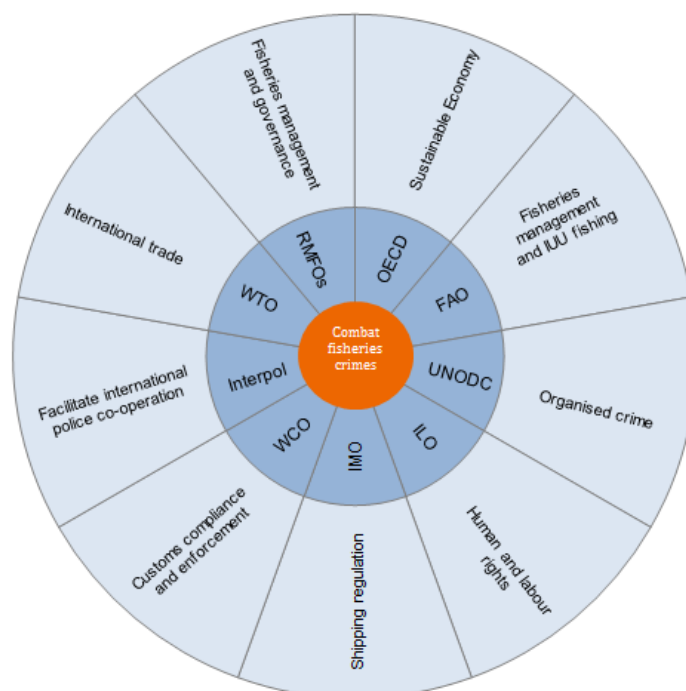 Combat
fisheries
crimes
OECD
FAO
UNODC
ILO
IMO
WCO
Interpol
WTO
RMFOs
Sustainable Economy
Fisheries
management
and IUU fishing
Organised crime
Human and labour
rights
Shipping regulation
Customs compliance
and enforcement
Facilitate international
police co-operation
International trade
Fisheries management
and governance